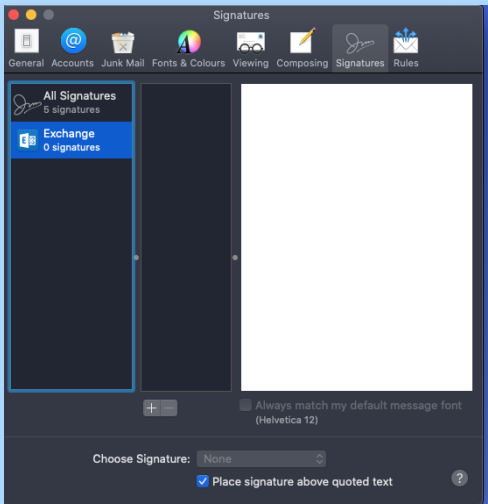 Signatures
General Accounts Junk Mail Fonts & Colours Viewing Composing Signatures Rules
All Signatures
5 signatures
Exchange
0 signatures
+ −
Always match my default message font
(Helvetica 12)
Choose Signature: None
Place signature above quoted text
?